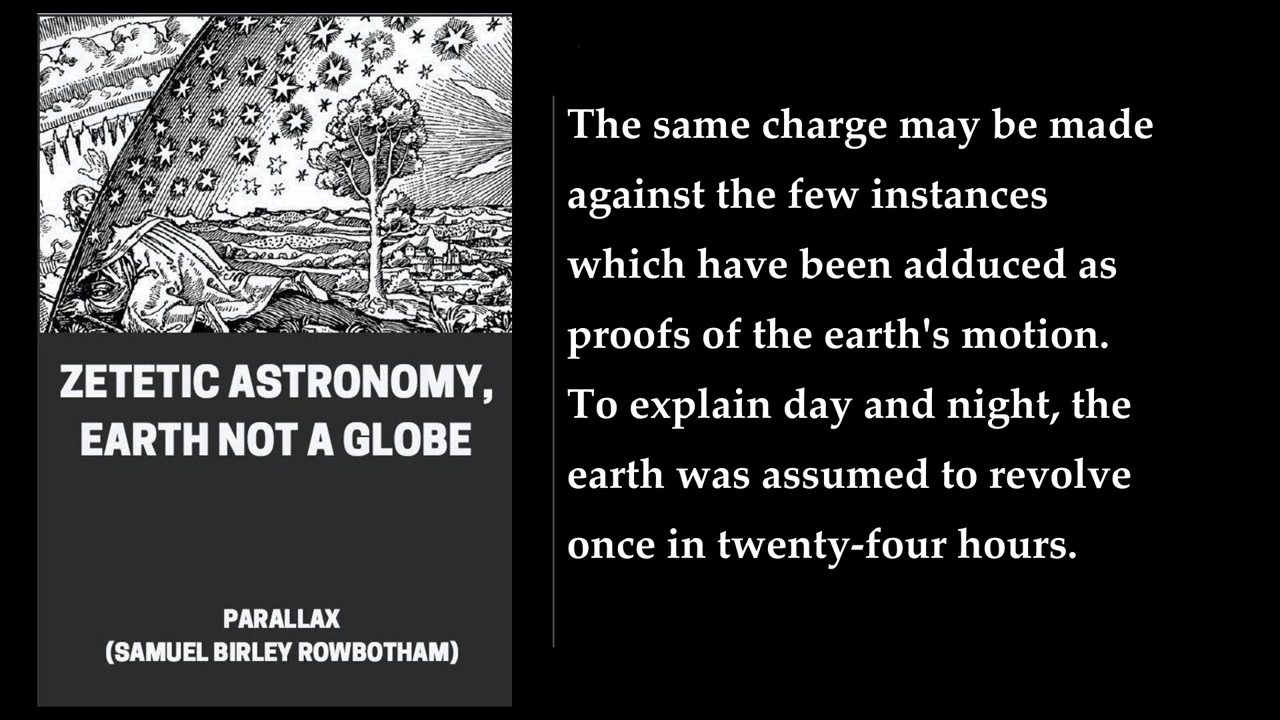 ZETETIC ASTRONOMY,
EARTH NOT A GLOBE
PARALLAX
(SAMUEL BIRLEY ROWBOTHAM)
The same charge may be made
against the few instances
which have been adduced as
proofs of the earth's motion.
To explain day and night, the
earth was assumed to revolve
once in twenty-four hours.